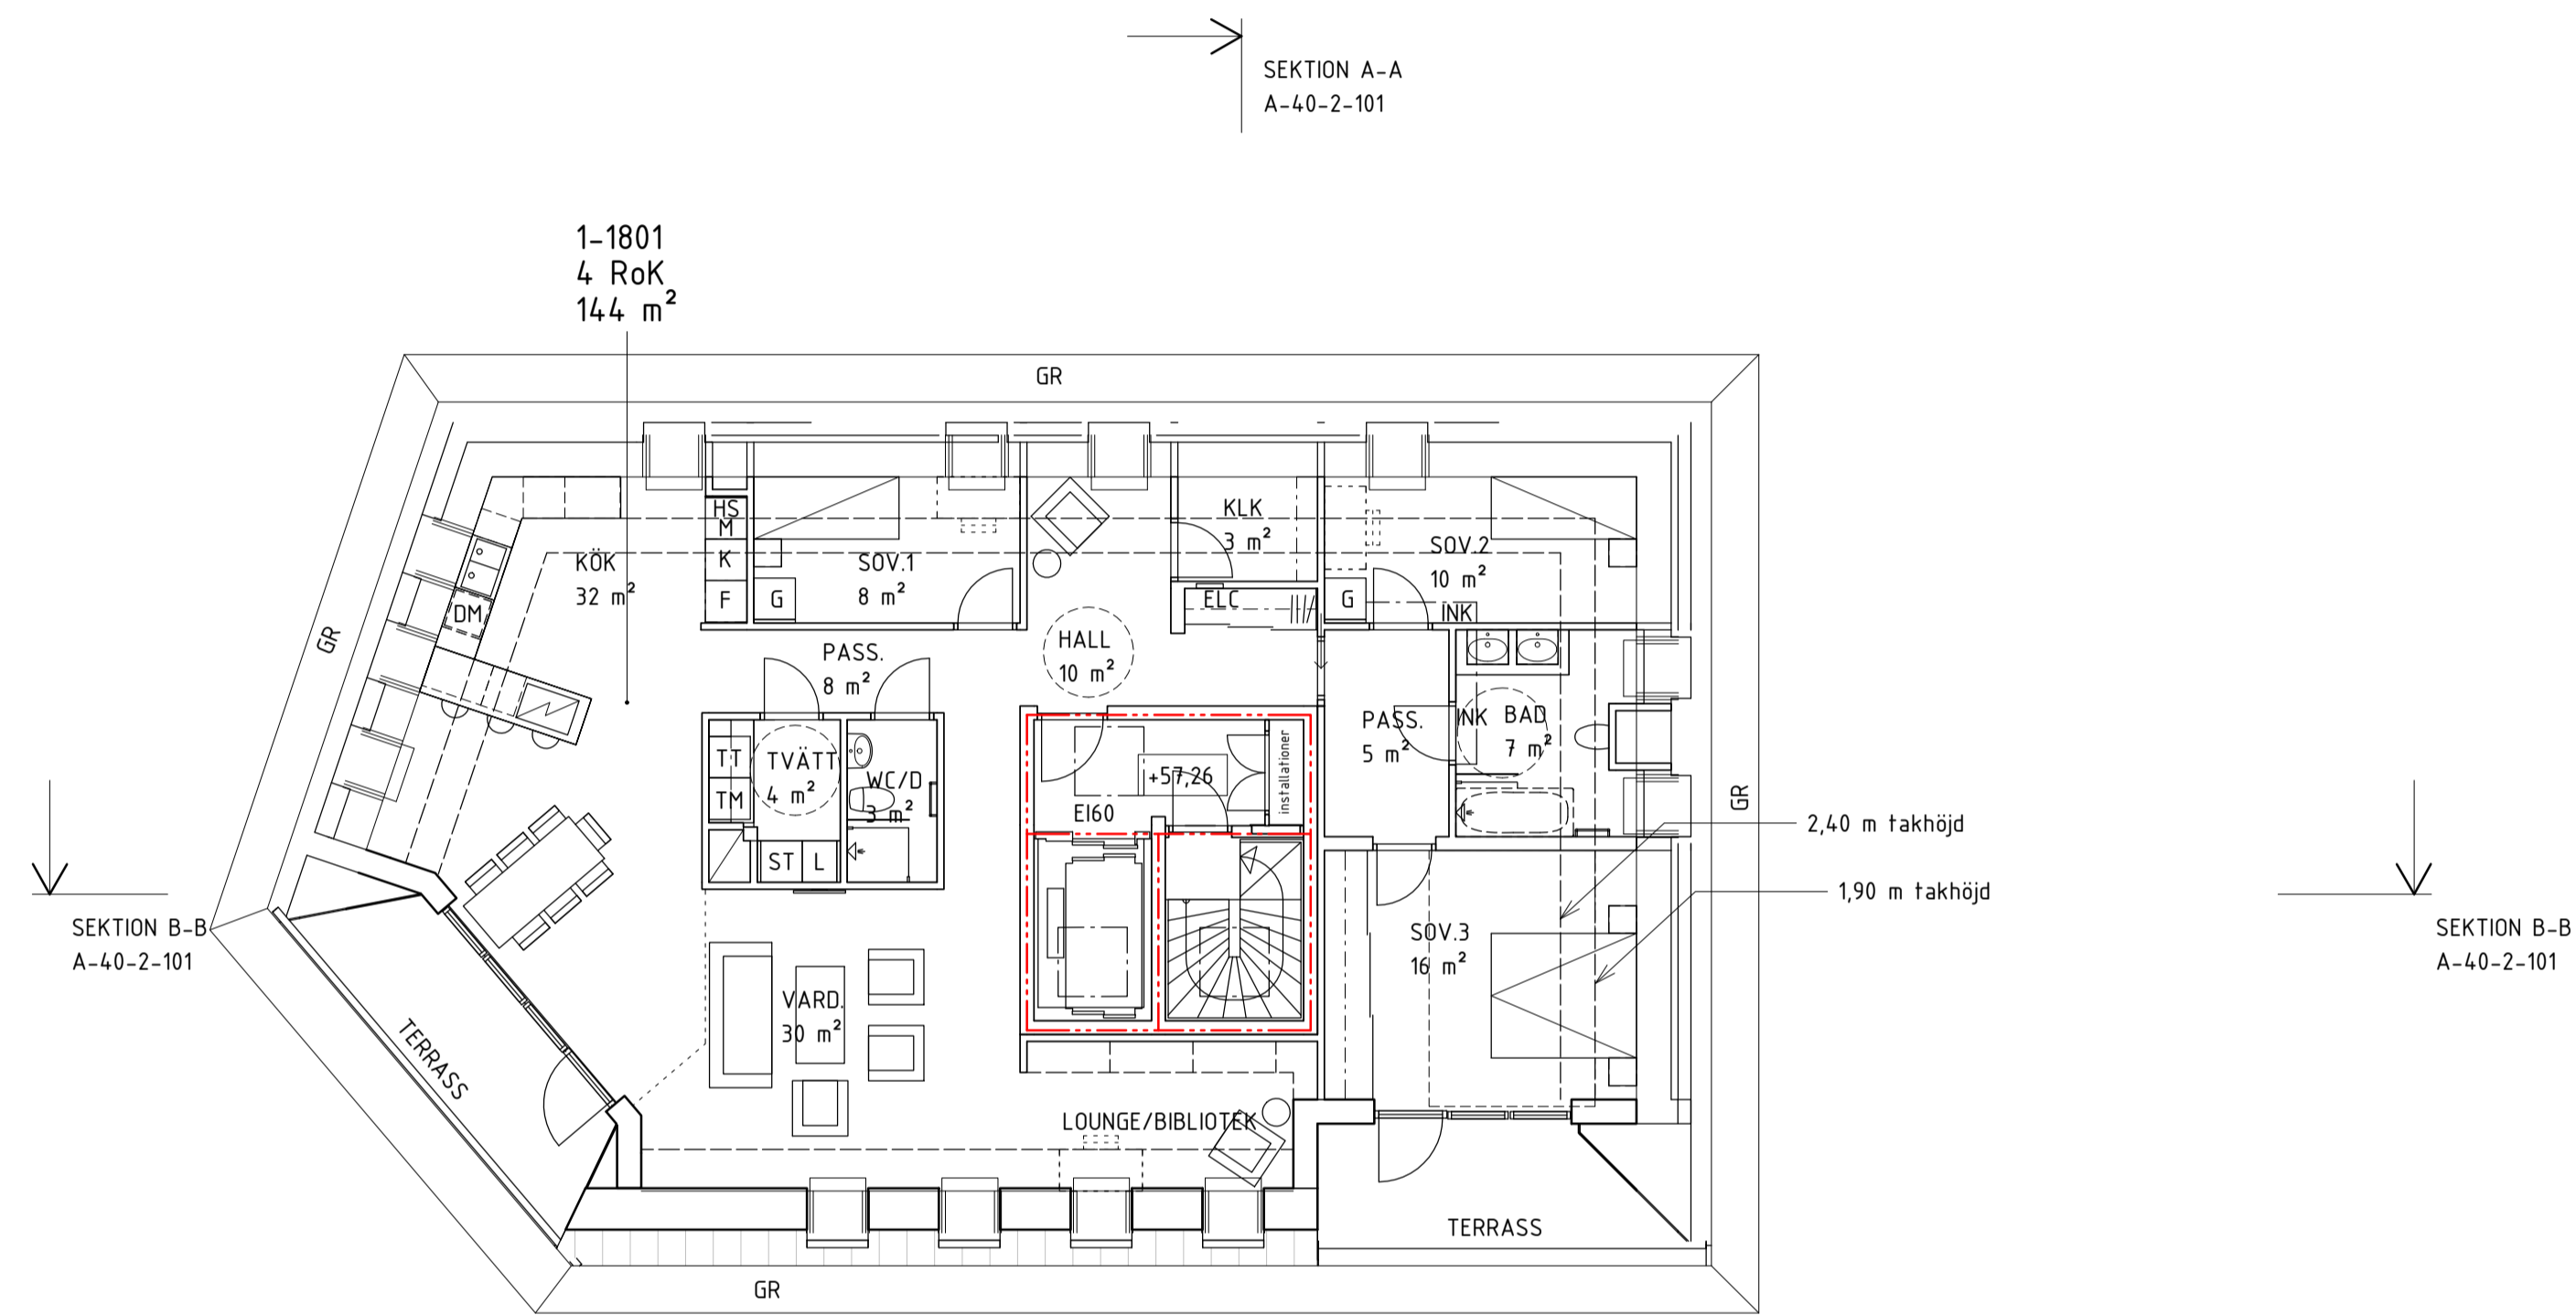 SEKTION A-A
A-40-2-101
1-1801
4 RoK
144 m²
GR
GR
HS
M
K
F
KÖK
32 m²
DM
G
SOV.1
8 m²
KLK
3 m²
ELC
SOV.2
10 m²
G
INK
HALL
10 m²
PASS.
8 m²
TT
TM
TVÄTT
4 m²
WC/D
3 m²
ST
L
+57,26
EI60
installationer
PASS.
5 m²
INK
BAD
7 m²
GR
2,40 m takhöjd
1,90 m takhöjd
SEKTION B-B
A-40-2-101
SEKTION B-B
A-40-2-101
SOV.3
16 m²
VARD.
30 m²
TERRASS
LOUNGE/BIBLIOTEK
TERRASS
GR